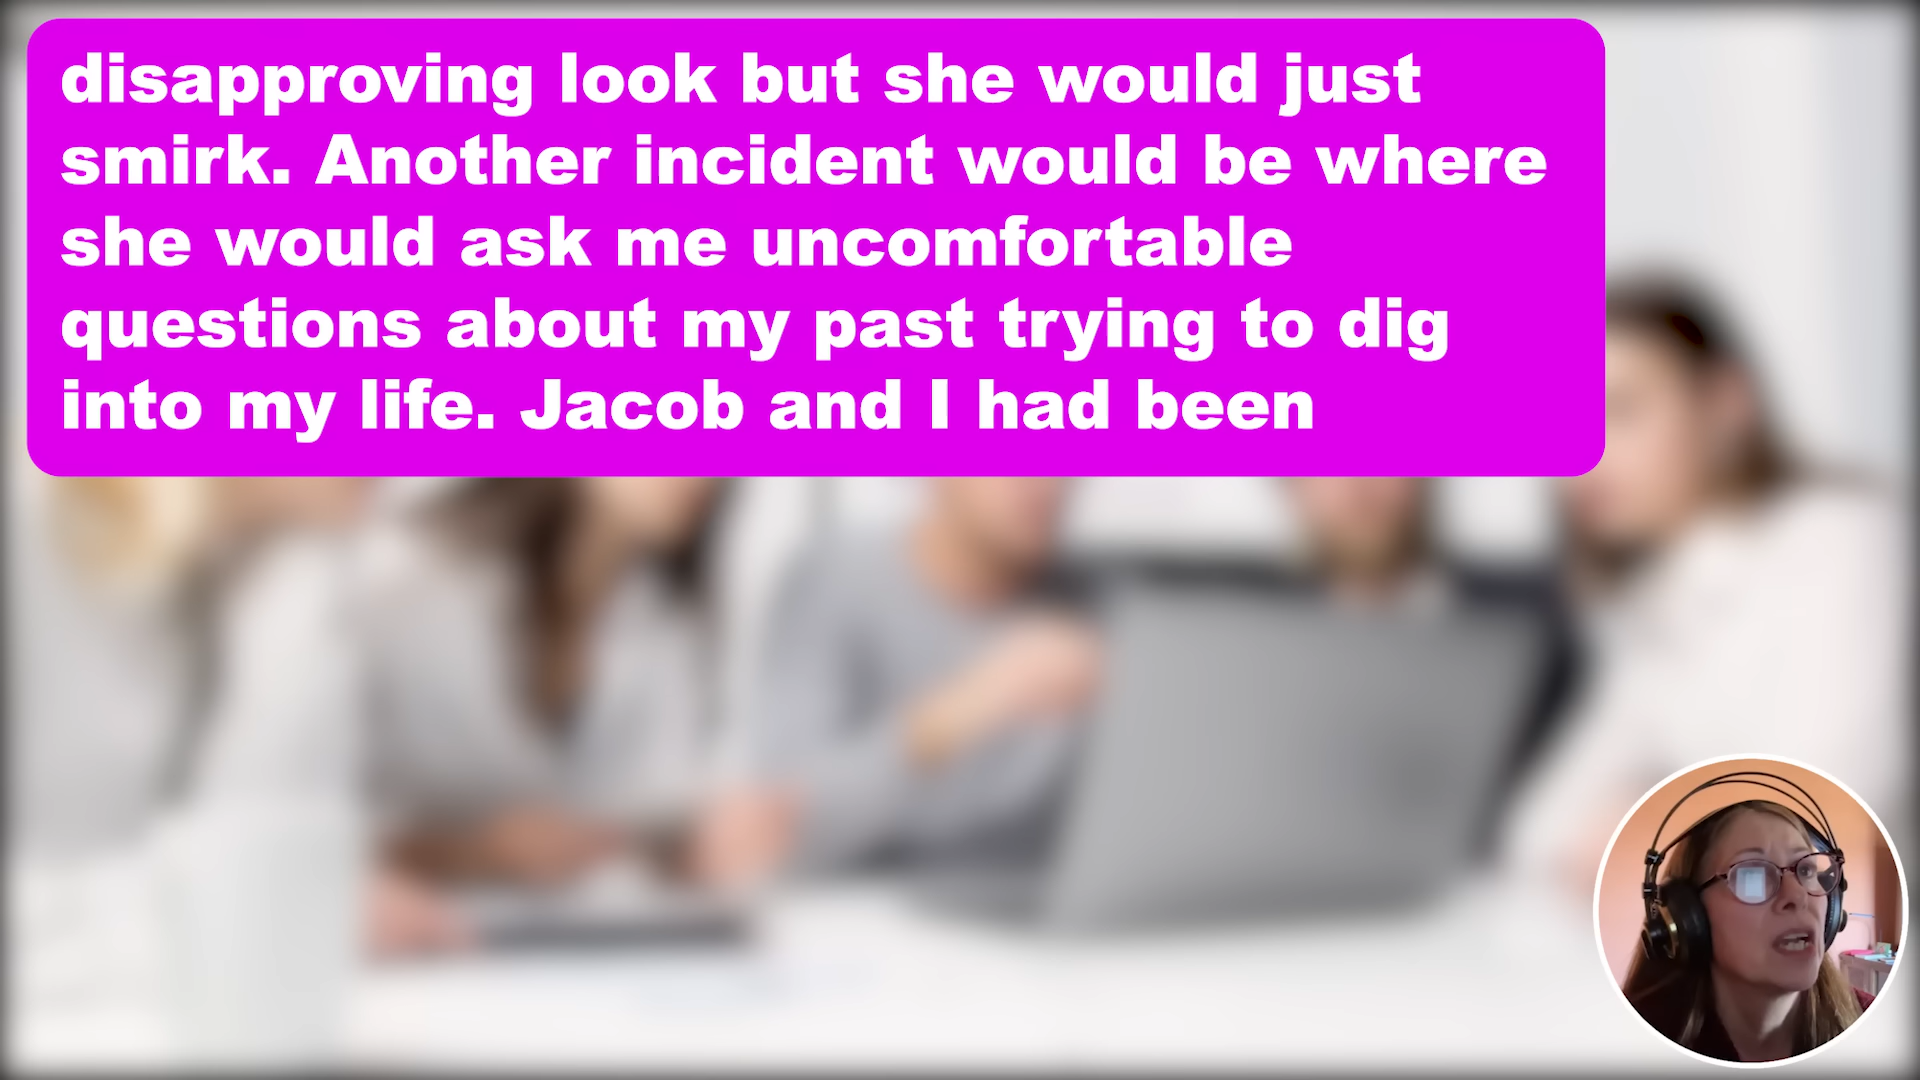 disapproving look but she would just
smirk. Another incident would be where
she would ask me uncomfortable
questions about my past trying to dig
into my life. Jacob and I had been